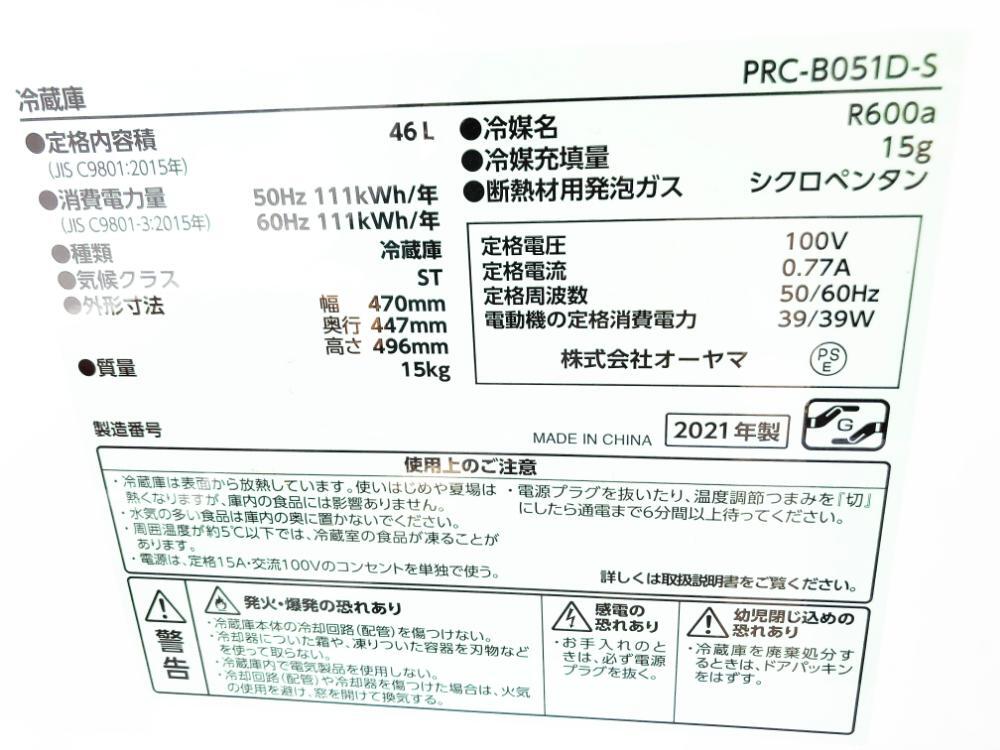 PRC-B051D-S
冷蔵庫
●定格内容積 46L
(JIS C9801:2015年)
●消費電力量 50Hz 111kWh/年
(JIS C9801-3:2015年) 60Hz 111kWh/年
●種類 冷蔵庫
●気候クラス ST
●外形寸法 幅 470mm
奥行 447mm
高さ 496mm
●質量 15kg
●冷媒名 R600a
●冷媒充填量 15g
●断熱材用発泡ガス シクロペンタン
定格電圧 100V
定格電流 0.77A
定格周波数 50/60Hz
電動機の定格消費電力 39/39W
株式会社オーヤマ PSE
製造番号
MADE IN CHINA 2021年製 G
使用上のご注意
・冷蔵庫は表面から放熱しています。使いはじめや夏場は
熱くなりますが、庫内の食品には影響ありません。
・水気の多い食品は庫内の奥に置かないでください。
・周囲温度が約5℃以下では、冷蔵室の食品が凍ることが
あります。
・電源は、定格15A・交流100Vのコンセントを単独で使う。
・電源プラグを抜いたり、温度調節つまみを『切』
にしたら通電まで6分間以上待ってください。
詳しくは取扱説明書をご覧ください。
警告
発火・爆発の恐れあり
・冷蔵庫本体の冷却回路(配管)を傷つけない。
・冷却器についた霜や、凍りついた容器を刃物など
を使って取らない。
・冷蔵庫内で電気製品を使用しない。
・冷却回路(配管)や冷却器を傷つけた場合は、火気
の使用を避け、窓を開けて換気する。
感電の
恐れあり
・お手入れのと
きは、必ず電源
プラグを抜く。
幼児閉じ込めの
恐れあり
・冷蔵庫を廃棄処分す
るときは、ドアパッキン
をはずす。